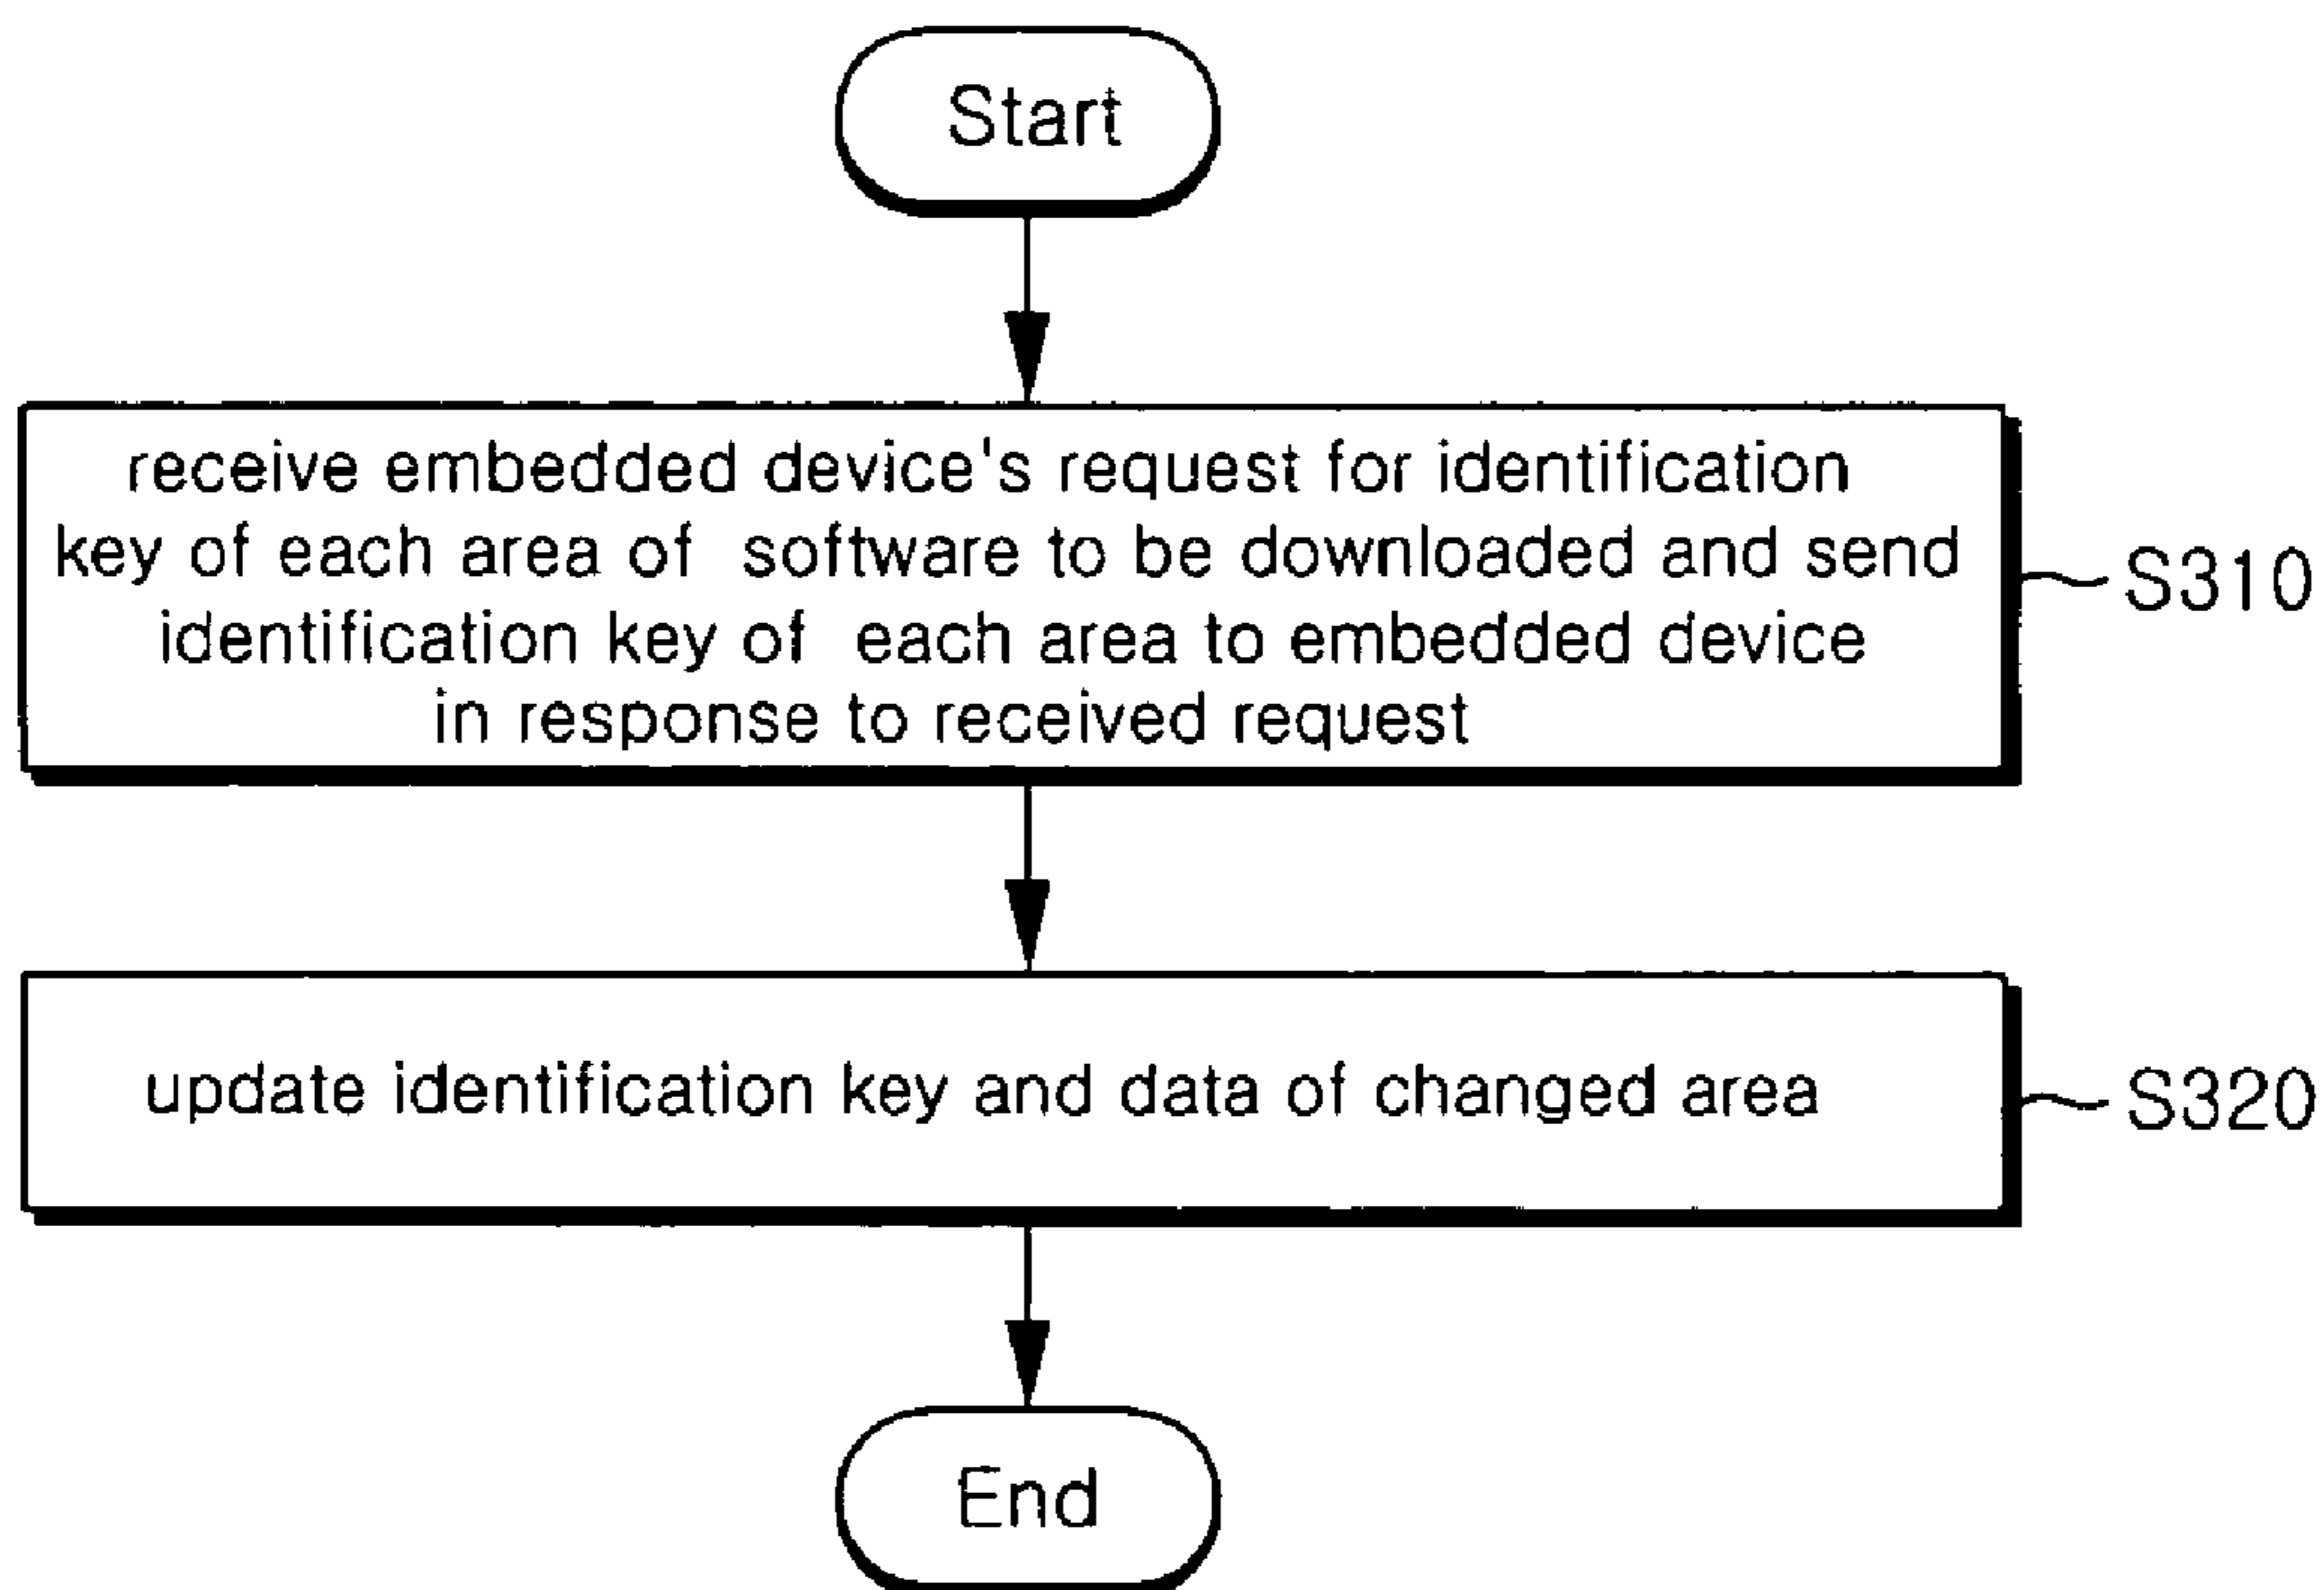 Start
receive embedded device's request for identification
key of each area of software to be downloaded and send
identification key of each area to embedded device
in response to received request
S310
update identification key and data of changed area
S320
End